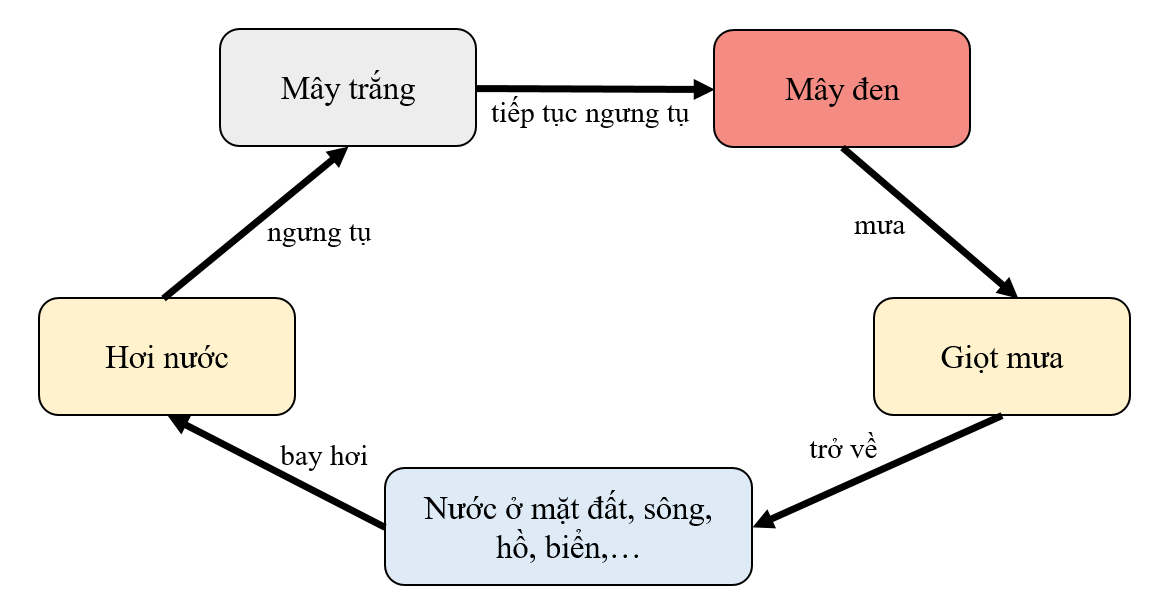 Mây trắng
Mây đen
tiếp tục ngưng tụ
mưa
ngưng tụ
Hơi nước
Giọt mưa
trở về
bay hơi
Nước ở mặt đất, sông,
hồ, biển,…